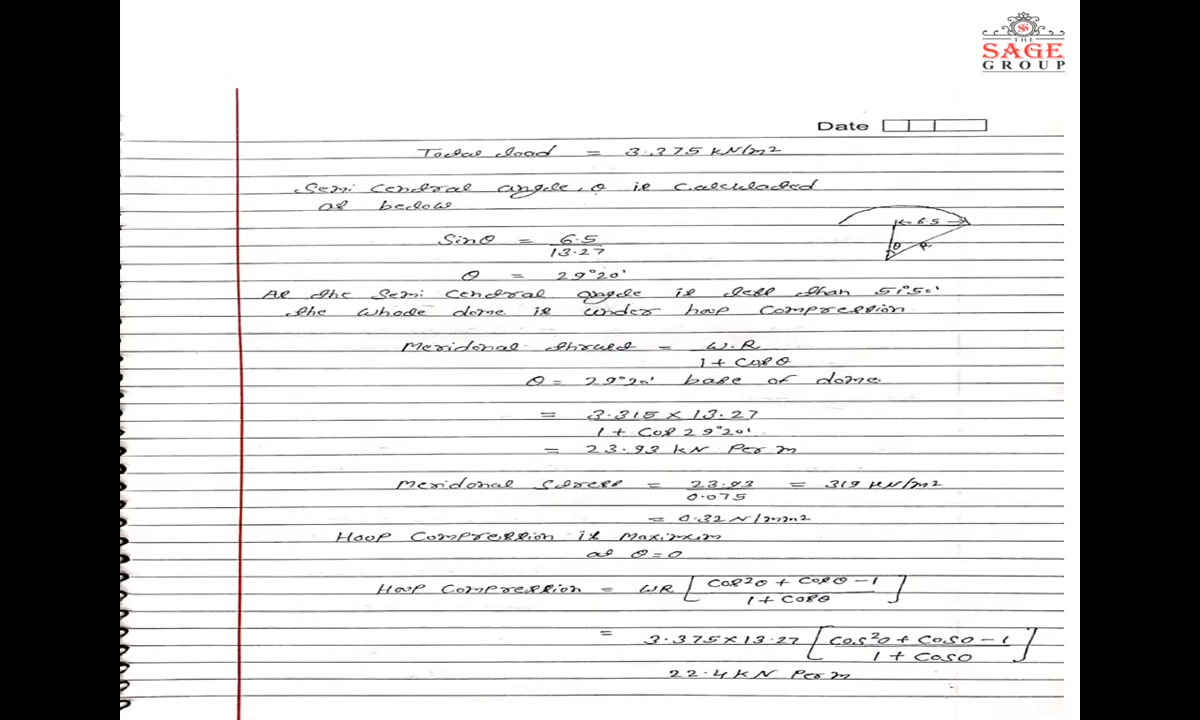 THE
SAGE
GROUP
Date
Total load = 3.375 kN/m²
Semi central angle, θ is calculated
as below
6.5
θ R
Sinθ = 6.5 / 13.27
θ = 29°20'
As the semi central angle is less than 51°50'
the whole dome is under hoop compression
Meridonal thrust = W.R / 1 + Cosθ
θ = 29°20' base of dome
= 3.315 × 13.27 / 1 + Cos 29°20'
= 23.93 kN Per m
Meridonal Stress = 23.93 / 0.075 = 319 kN/m²
= 0.32 N/mm²
Hoop Compression is maximum
at θ = 0
Hoop Compression = WR [Cos²θ + Cosθ - 1 / 1 + Cosθ]
= 3.375 × 13.27 [Cos²0 + Cos0 - 1 / 1 + Cos0]
22.4 kN Per m